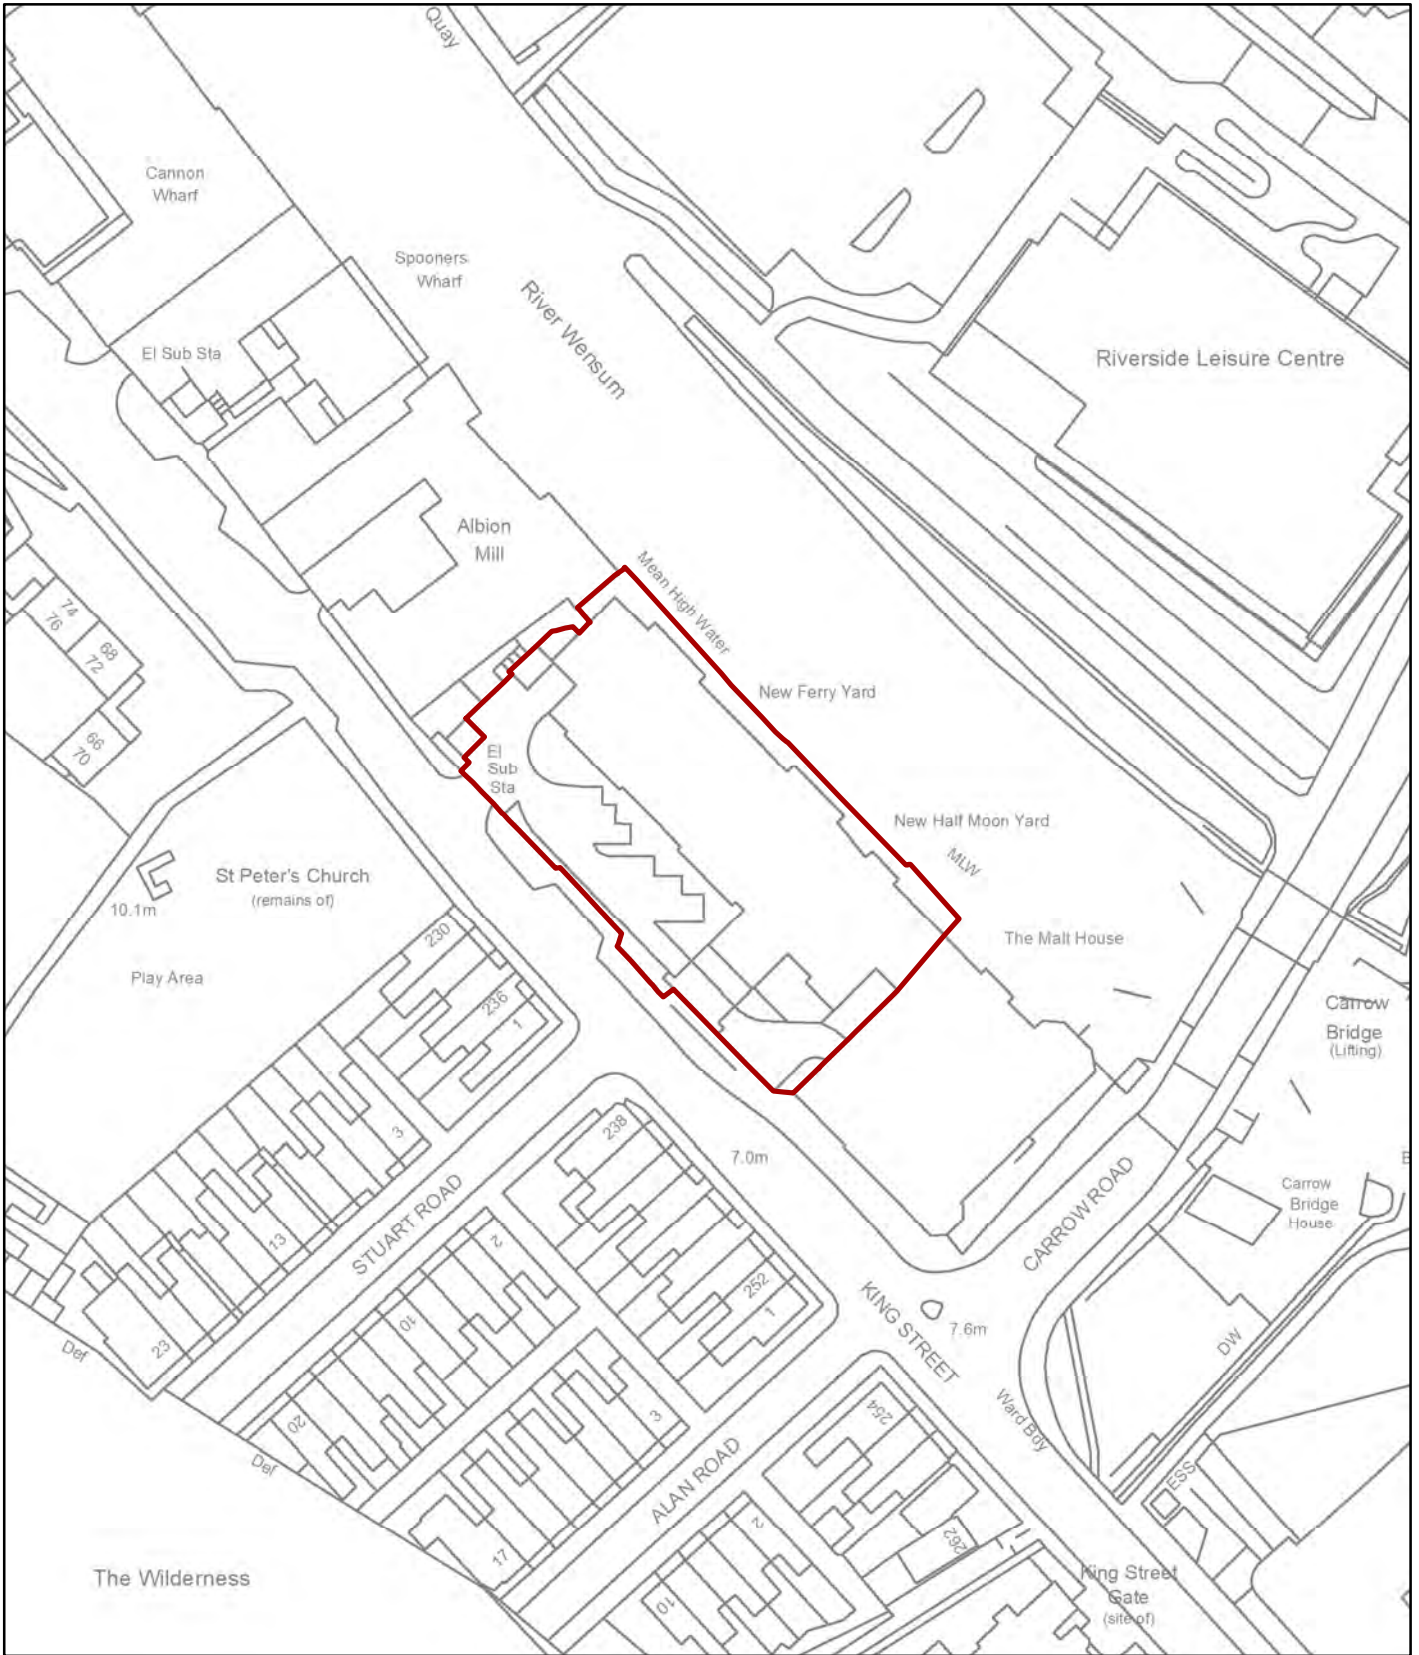 Quay
Cannon
Wharf
Spooners
Wharf
River Wensum
El Sub Sta
Riverside Leisure Centre
Albion
Mill
Mean High Water
74
76
68
72
66
70
New Ferry Yard
El
Sub
Sta
New Half Moon Yard
MLW
St Peter's Church
(remains of)
10.1m
The Malt House
230
Play Area
236
1
Carrow
Bridge
(Lifting)
3
238
7.0m
STUART ROAD
CARROW ROAD
Carrow
Bridge
House
13
2
252
1
KING STREET
7.6m
10
23
Def
DW
20
3
254
Ward Bdy
Def
ALAN ROAD
ESS
17
2
262
The Wilderness
10
King Street
Gate
(site of)